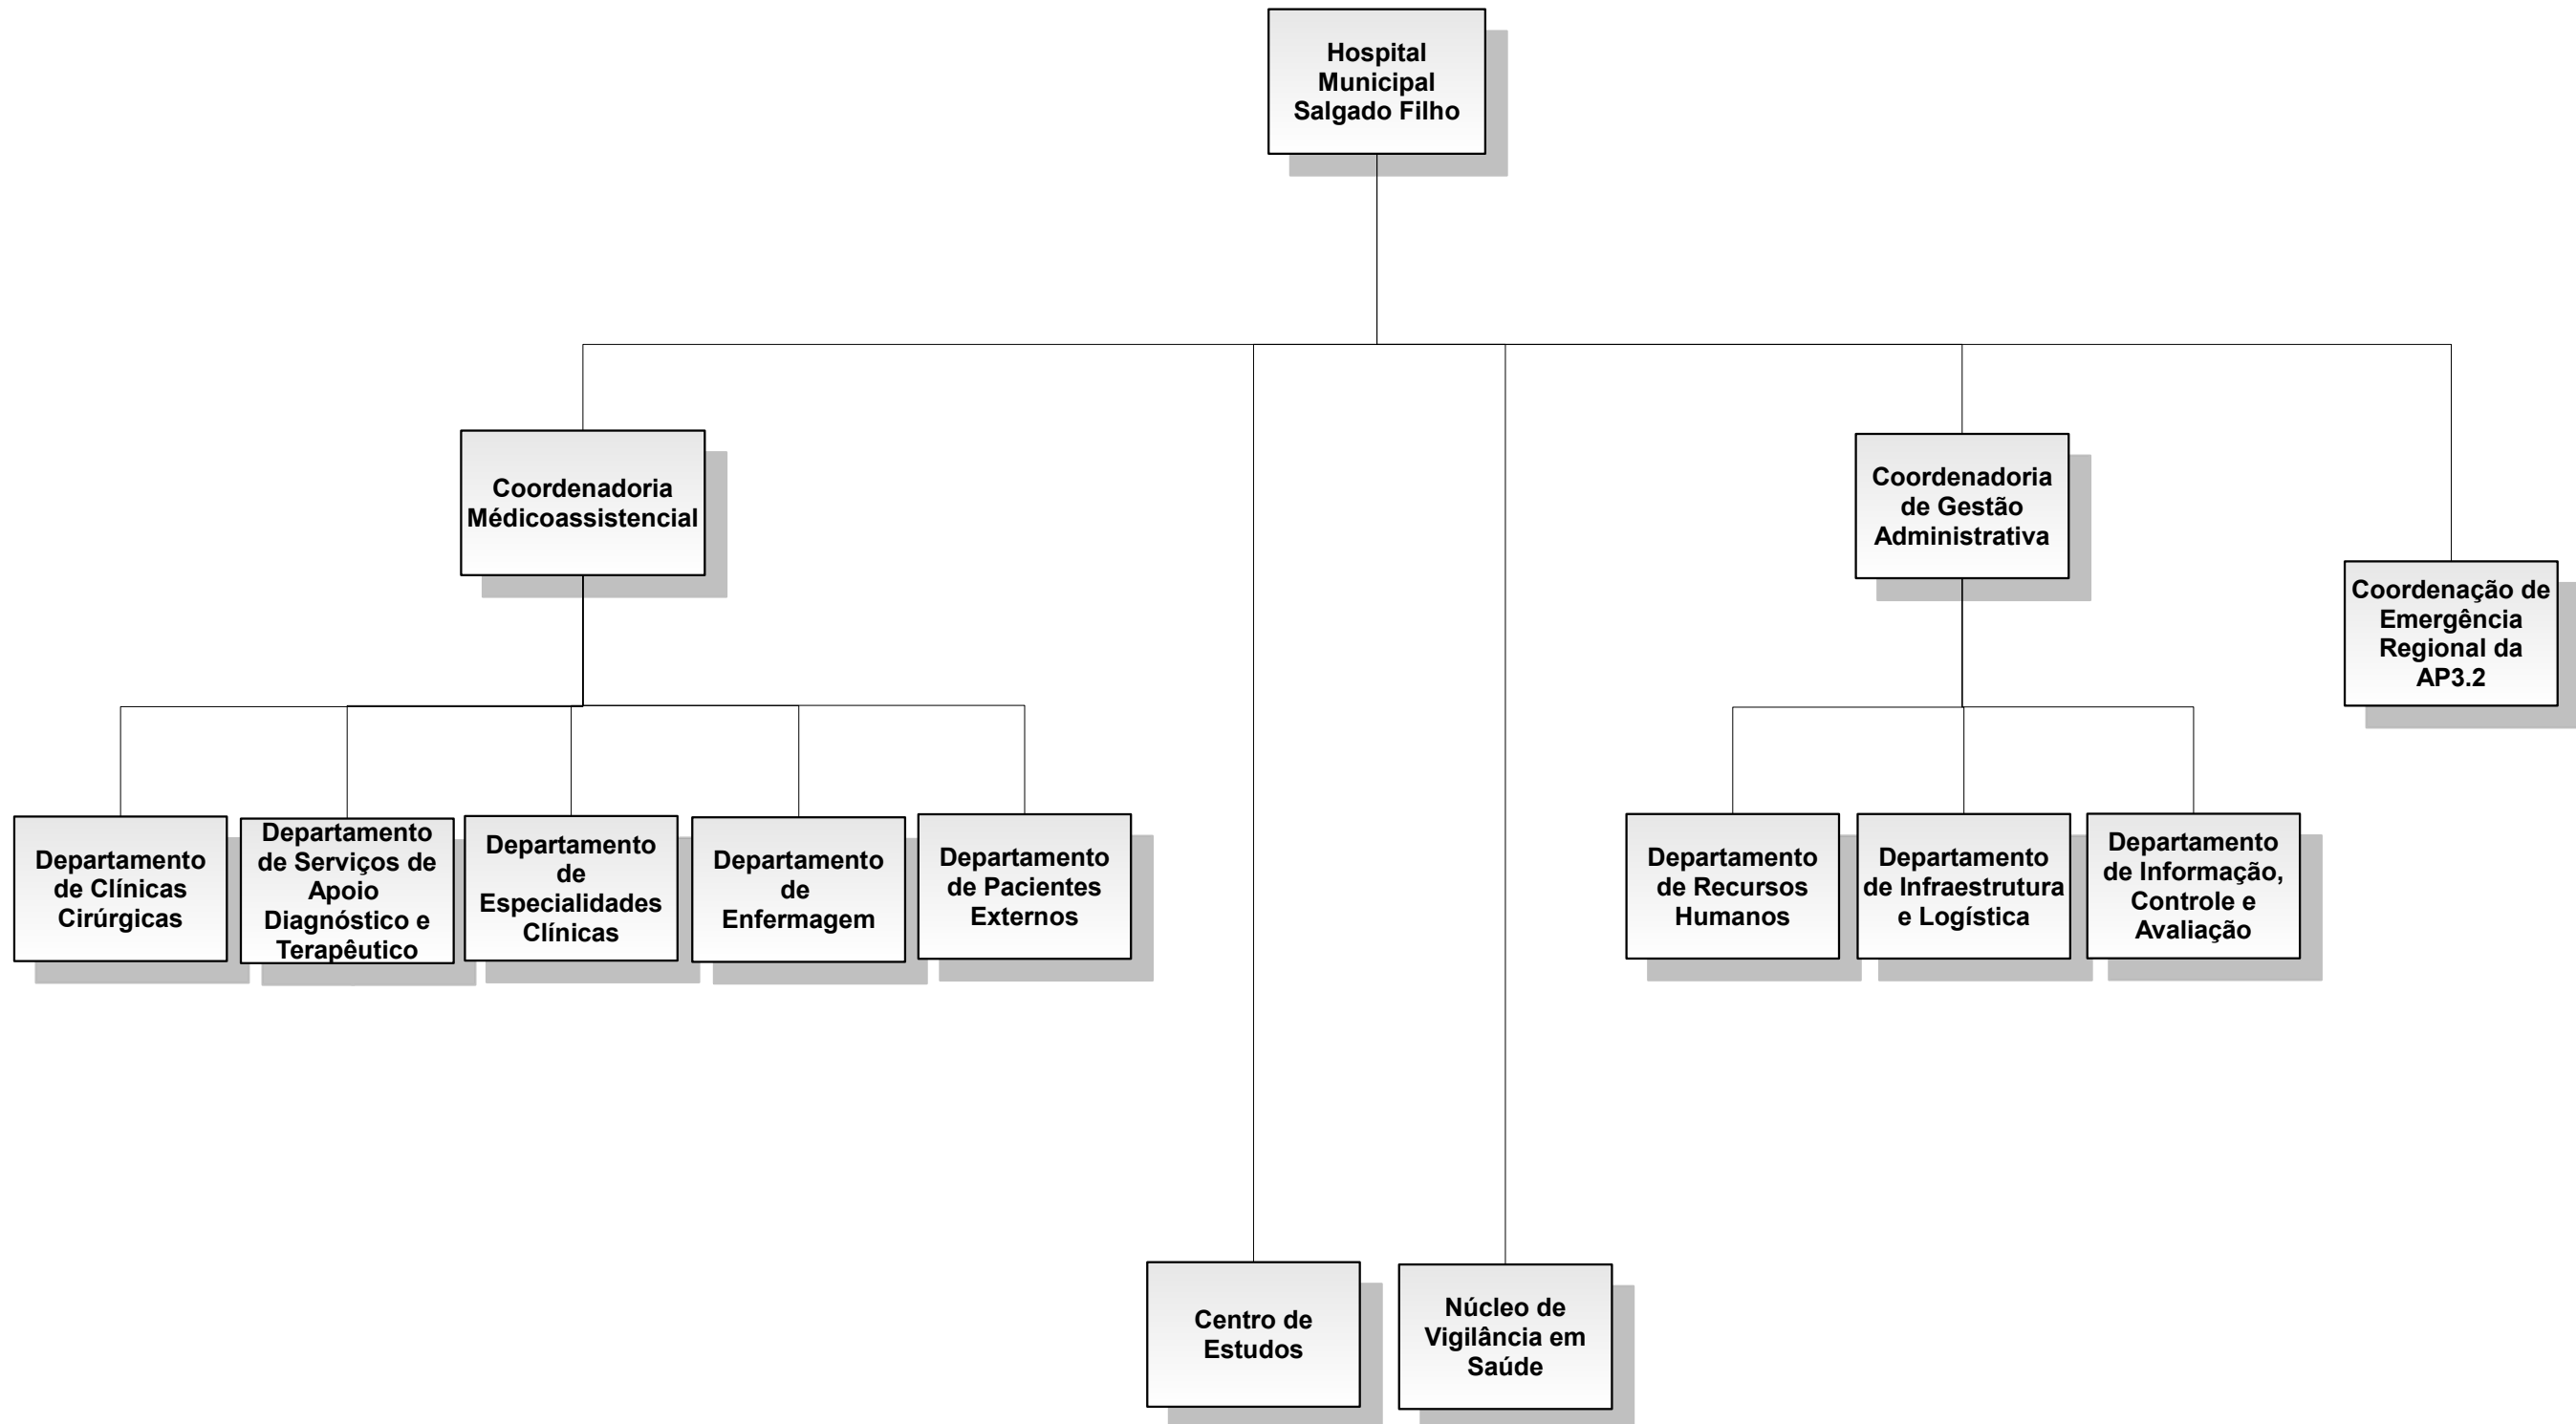 Hospital
Municipal
Salgado Filho
Coordenadoria
Médicoassistencial
Coordenadoria
de Gestão
Administrativa
Coordenação de
Emergência
Regional da
AP3.2
Departamento
de Clínicas
Cirúrgicas
Departamento
de Serviços de
Apoio
Diagnóstico e
Terapêutico
Departamento
de
Especialidades
Clínicas
Departamento
de
Enfermagem
Departamento
de Pacientes
Externos
Departamento
de Recursos
Humanos
Departamento
de Infraestrutura
e Logística
Departamento
de Informação,
Controle e
Avaliação
Centro de
Estudos
Núcleo de
Vigilância em
Saúde